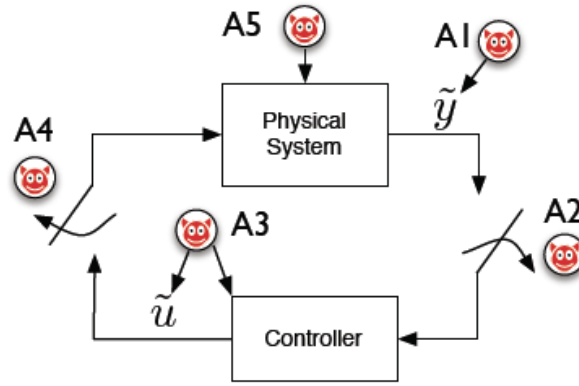 A5
A1
ỹ
Physical
System
A4
A2
A3
ũ
Controller